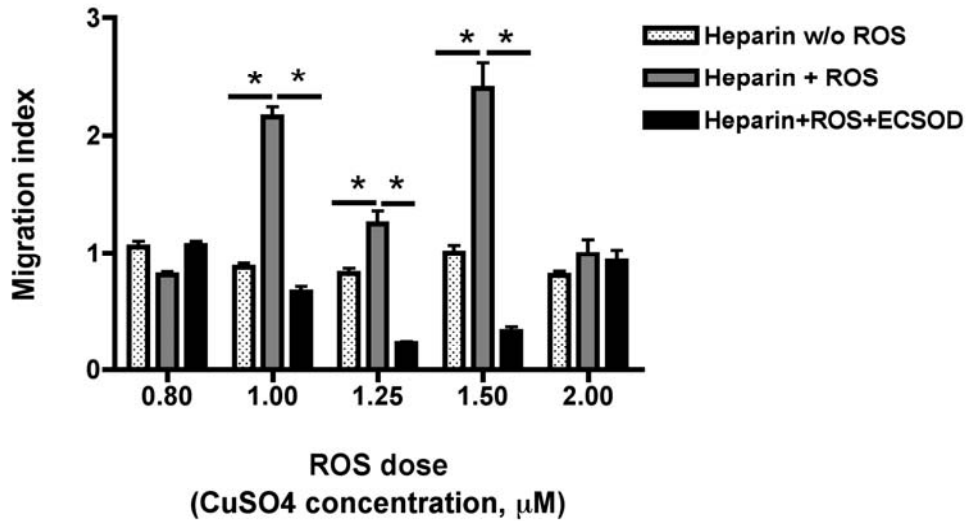 3
2
1
0
Migration index
* *
* *
* *
Heparin w/o ROS
Heparin + ROS
Heparin+ROS+ECSOD
0.80 1.00 1.25 1.50 2.00
ROS dose
(CuSO4 concentration, μM)